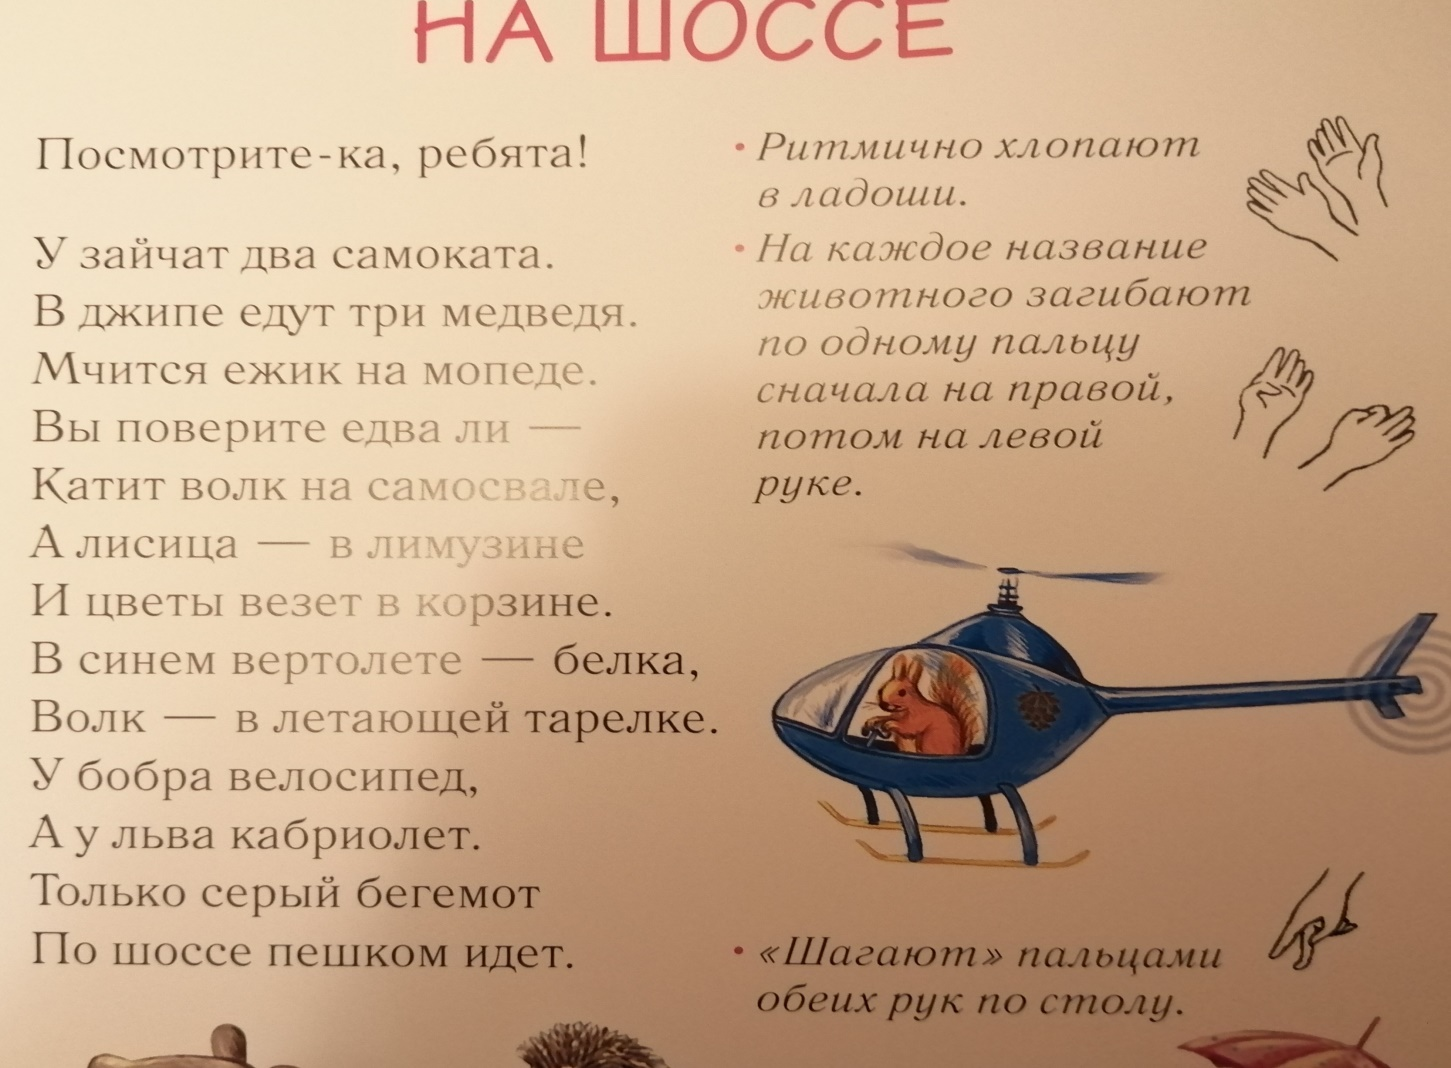 НА ШОССЕ
Посмотрите-ка, ребята!
У зайчат два самоката.
В джипе едут три медведя.
Мчится ежик на мопеде.
Вы поверите едва ли —
Катит волк на самосвале,
А лисица — в лимузине
И цветы везет в корзине.
В синем вертолете — белка,
Волк — в летающей тарелке.
У бобра велосипед,
А у льва кабриолет.
Только серый бегемот
По шоссе пешком идет.
• Ритмично хлопают
в ладоши.
• На каждое название
животного загибают
по одному пальцу
сначала на правой,
потом на левой
руке.
• «Шагают» пальцами
обеих рук по столу.